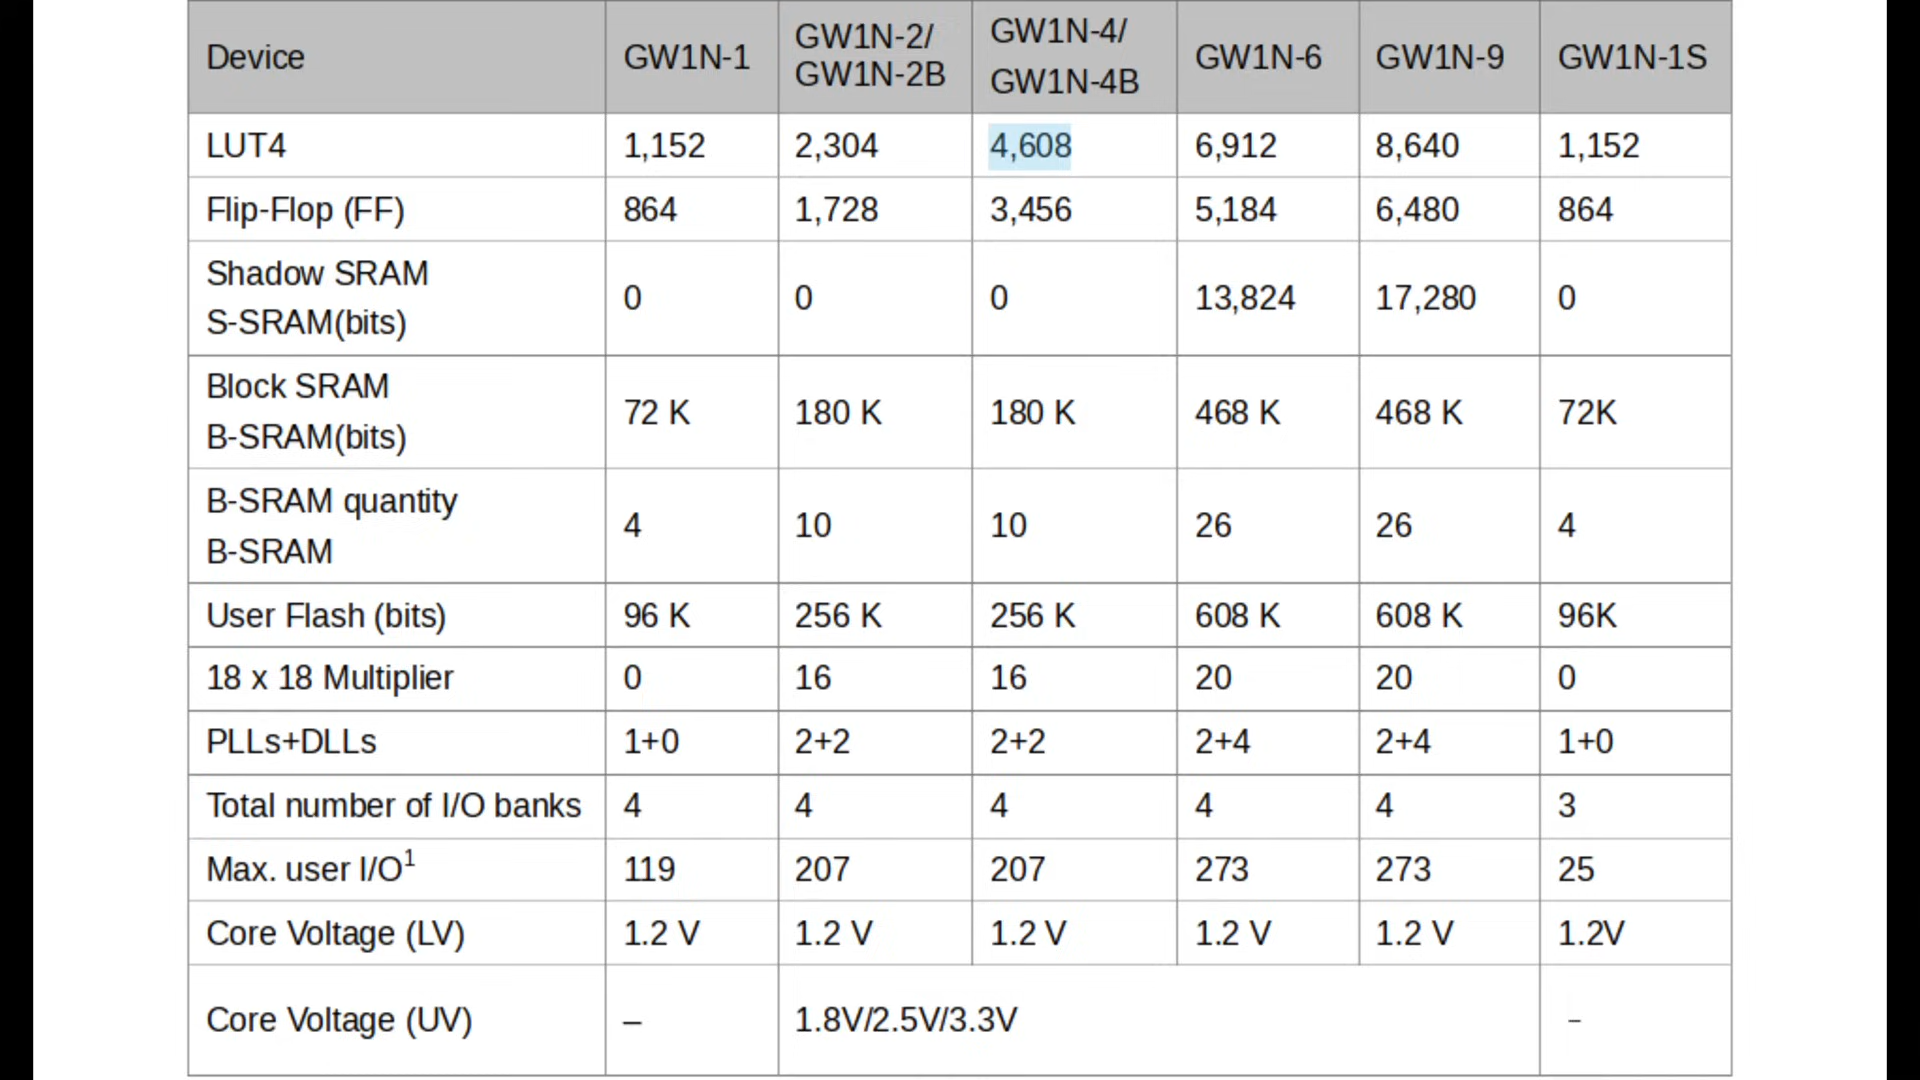 Device GW1N-1 GW1N-2/ GW1N-2B GW1N-4/ GW1N-4B GW1N-6 GW1N-9 GW1N-1S
LUT4 1,152 2,304 4,608 6,912 8,640 1,152
Flip-Flop (FF) 864 1,728 3,456 5,184 6,480 864
Shadow SRAM
S-SRAM(bits) 0 0 0 13,824 17,280 0
Block SRAM
B-SRAM(bits) 72 K 180 K 180 K 468 K 468 K 72K
B-SRAM quantity
B-SRAM 4 10 10 26 26 4
User Flash (bits) 96 K 256 K 256 K 608 K 608 K 96K
18 x 18 Multiplier 0 16 16 20 20 0
PLLs+DLLs 1+0 2+2 2+2 2+4 2+4 1+0
Total number of I/O banks 4 4 4 4 4 3
Max. user I/O1 119 207 207 273 273 25
Core Voltage (LV) 1.2 V 1.2 V 1.2 V 1.2 V 1.2 V 1.2V
Core Voltage (UV) – 1.8V/2.5V/3.3V –